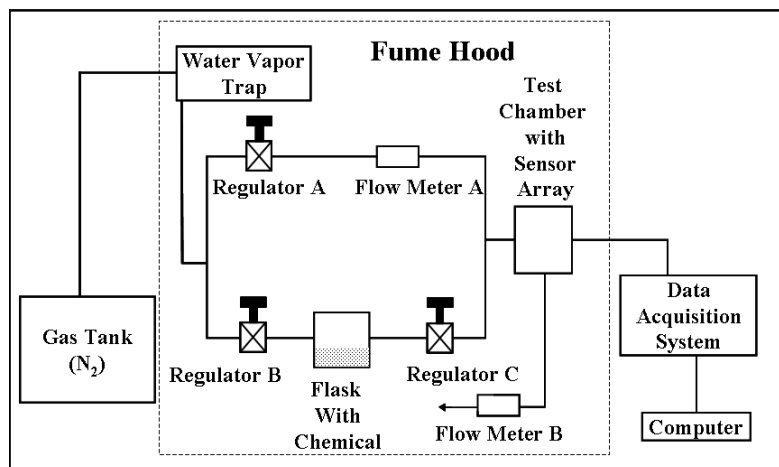 Fume Hood
Water Vapor
Trap
Test
Chamber
with
Sensor
Array
Regulator A
Flow Meter A
Gas Tank
(N₂)
Regulator B
Flask
With
Chemical
Regulator C
Flow Meter B
Data
Acquisition
System
Computer